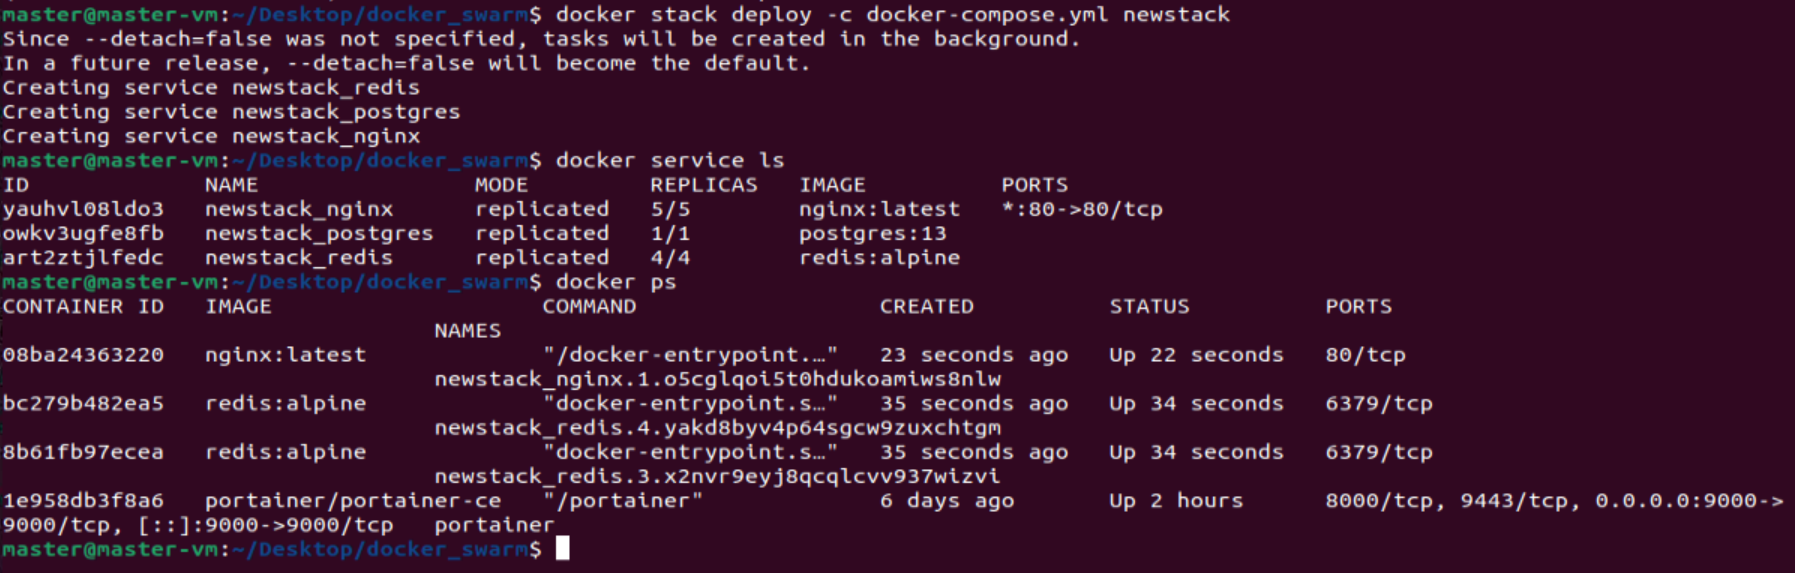 master@master-vm:~/Desktop/docker_swarm$ docker stack deploy -c docker-compose.yml newstack
Since --detach=false was not specified, tasks will be created in the background.
In a future release, --detach=false will become the default.
Creating service newstack_redis
Creating service newstack_postgres
Creating service newstack_nginx
master@master-vm:~/Desktop/docker_swarm$ docker service ls
ID             NAME                MODE         REPLICAS   IMAGE          PORTS
yauhvl08ldo3   newstack_nginx      replicated   5/5        nginx:latest   *:80->80/tcp
owkv3ugfe8fb   newstack_postgres   replicated   1/1        postgres:13
art2ztjlfedc   newstack_redis      replicated   4/4        redis:alpine
master@master-vm:~/Desktop/docker_swarm$ docker ps
CONTAINER ID   IMAGE                    COMMAND                  CREATED          STATUS          PORTS
                                NAMES
08ba24363220   nginx:latest             "/docker-entrypoint.…"   23 seconds ago   Up 22 seconds   80/tcp
                                newstack_nginx.1.o5cglqoi5t0hdukoamiws8nlw
bc279b482ea5   redis:alpine             "docker-entrypoint.s…"   35 seconds ago   Up 34 seconds   6379/tcp
                                newstack_redis.4.yakd8byv4p64sgcw9zuxchtgm
8b61fb97ecea   redis:alpine             "docker-entrypoint.s…"   35 seconds ago   Up 34 seconds   6379/tcp
                                newstack_redis.3.x2nvr9eyj8qcqlcvv937wizvi
1e958db3f8a6   portainer/portainer-ce   "/portainer"             6 days ago       Up 2 hours      8000/tcp, 9443/tcp, 0.0.0.0:9000->
9000/tcp, [::]:9000->9000/tcp   portainer
master@master-vm:~/Desktop/docker_swarm$